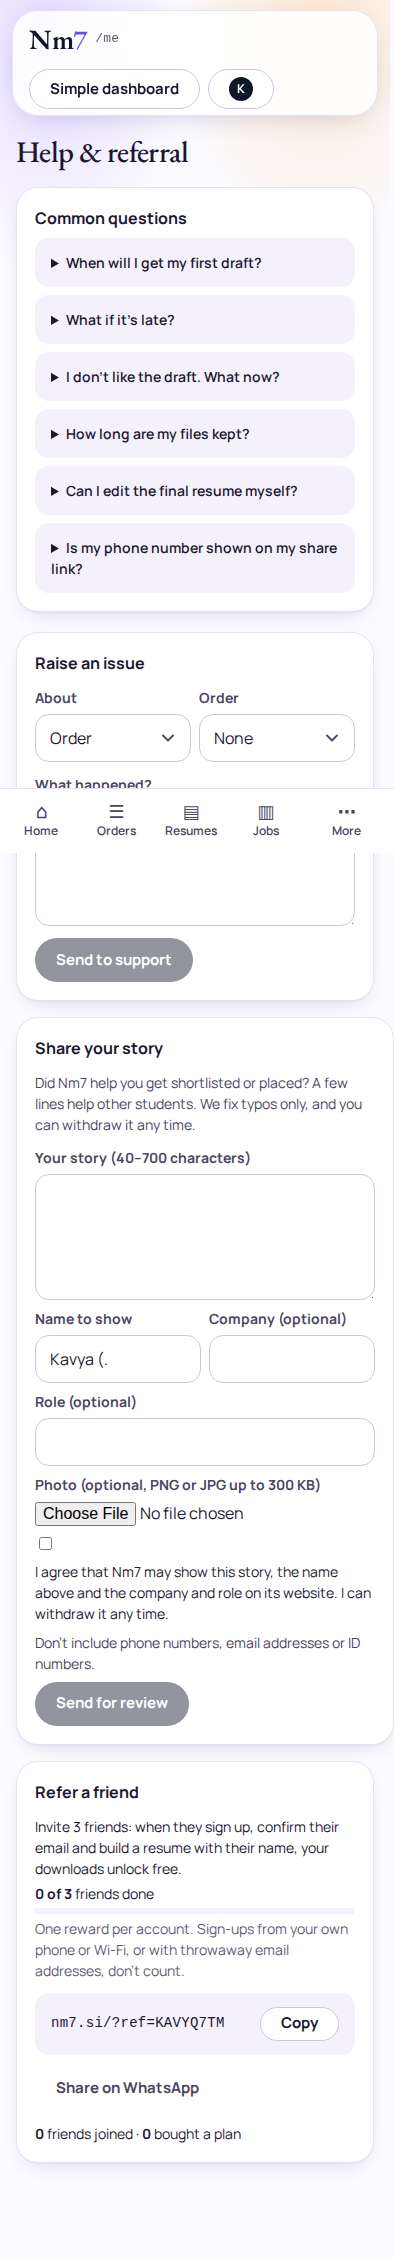 Nm7 /me
Simple dashboard
K
Help & referral
Common questions
When will I get my first draft?
What if it's late?
I don't like the draft. What now?
How long are my files kept?
Can I edit the final resume myself?
Is my phone number shown on my share
link?
Raise an issue
About
Order
Order
None
What happened?
Home
Orders
Resumes
Jobs
More
Send to support
Share your story
Did Nm7 help you get shortlisted or placed? A few
lines help other students. We fix typos only, and you
can withdraw it any time.
Your story (40–700 characters)
Name to show
Company (optional)
Kavya (.
Role (optional)
Photo (optional, PNG or JPG up to 300 KB)
Choose File No file chosen
I agree that Nm7 may show this story, the name
above and the company and role on its website. I can
withdraw it any time.
Don't include phone numbers, email addresses or ID
numbers.
Send for review
Refer a friend
Invite 3 friends: when they sign up, confirm their
email and build a resume with their name, your
downloads unlock free.
0 of 3 friends done
One reward per account. Sign-ups from your own
phone or Wi-Fi, or with throwaway email
addresses, don't count.
nm7.si/?ref=KAVYQ7TM
Copy
Share on WhatsApp
0 friends joined · 0 bought a plan